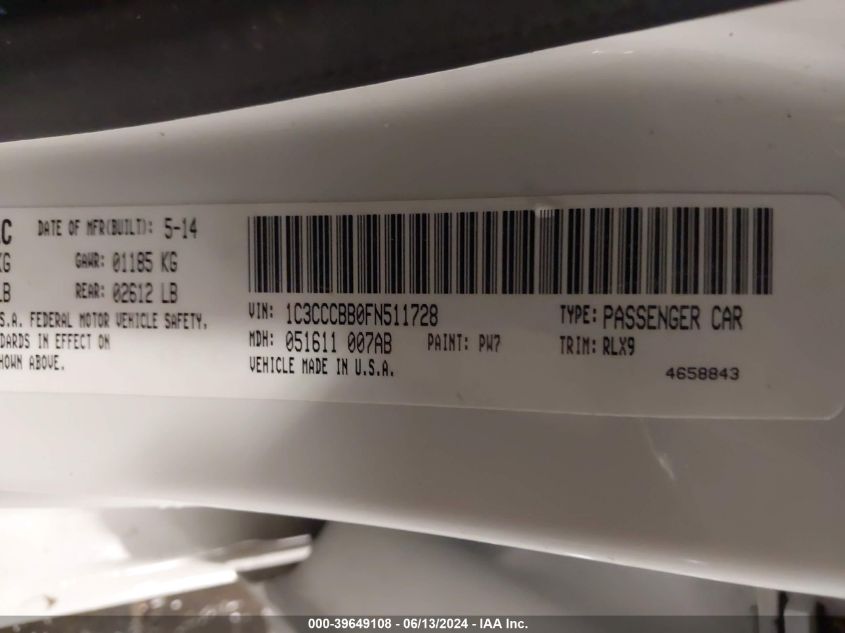 LC DATE OF MFR(BUILT): 5-14
KG GAWR: 01185 KG
LB REAR: 02612 LB
S.A. FEDERAL MOTOR VEHICLE SAFETY.
DARDS IN EFFECT ON
HOWN ABOVE.
VIN: 1C3CCCBB0FN511728
TYPE: PASSENGER CAR
MDH: 051611 007AB PAINT: PW7
TRIM: RLX9
VEHICLE MADE IN U.S.A.
4658843
000-39649108 - 06/13/2024 - IAA Inc.